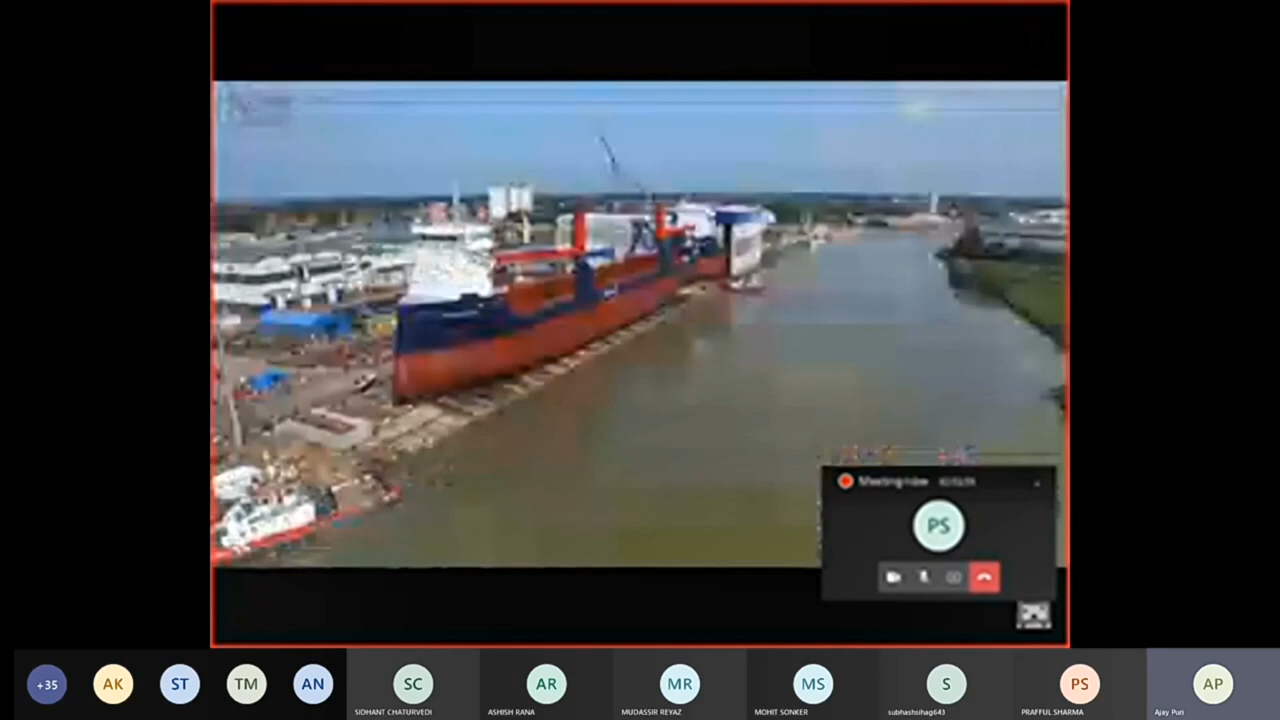 Meeting now
PS
+35
AK
ST
TM
AN
SC
AR
MR
MS
S
PS
AP
SIDHANT CHATURVEDI
ASHISH RANA
MUDASSIR REYAZ
MOHIT SONKER
subhashsihag643
PRAFFUL SHARMA
Ajay Puri